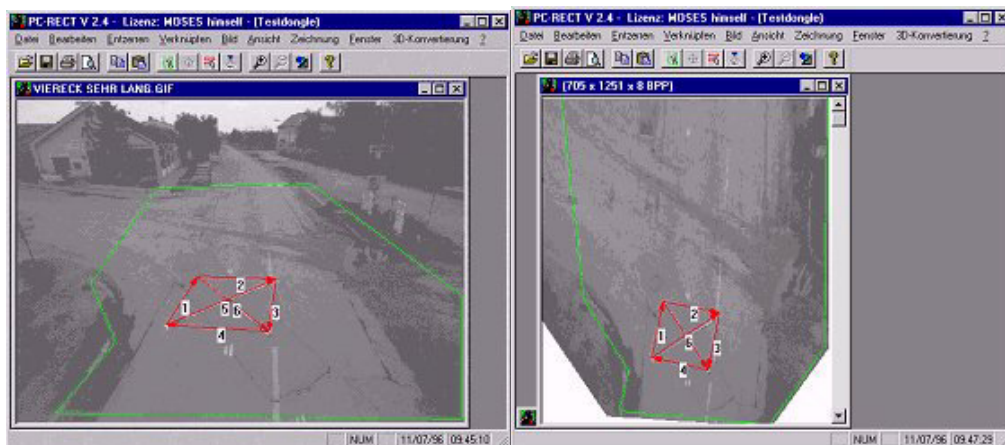 PC-RECT V 2.4 - Lizenz: MOSES himself - (Testdongle)
Datei Bearbeiten Entzerren Verknüpfen Bild Ansicht Zeichnung Fenster 3D-Konvertierung ?
VIERECK SEHR LANG.GIF
1
2
3
4
5
6
NUM 11/07/96 09:45:10
PC-RECT V 2.4 - Lizenz: MOSES himself - (Testdongle)
Datei Bearbeiten Entzerren Verknüpfen Bild Ansicht Zeichnung Fenster 3D-Konvertierung ?
(705 x 1251 x 8 BPP)
1
2
3
4
6
NUM 11/07/96 09:47:29